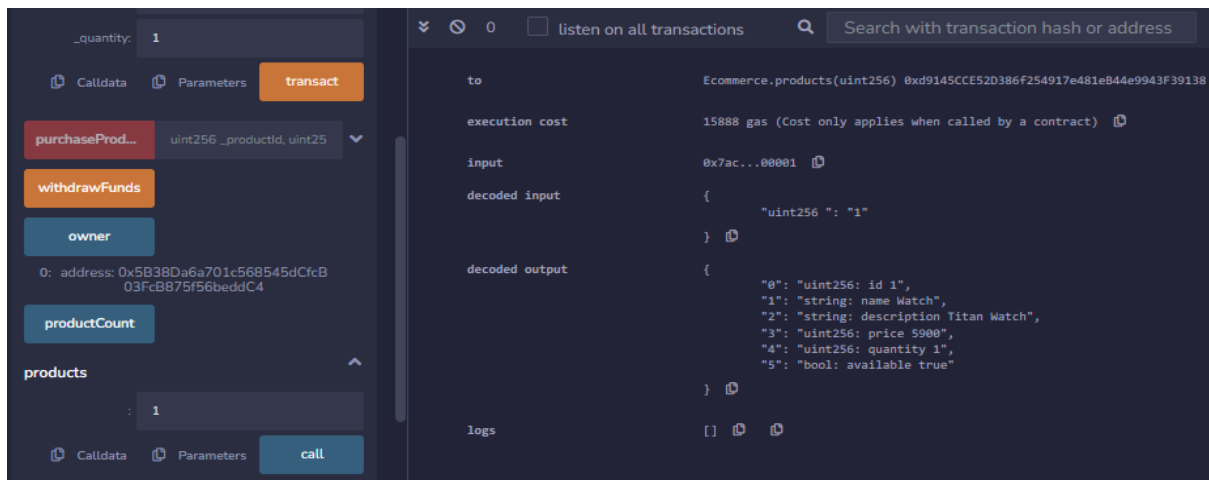 _quantity: 1
Calldata Parameters transact
purchaseProd... uint256 _productId, uint25
withdrawFunds
owner
0: address: 0x5B38Da6a701c568545dCfcB
03FcB875f56beddC4
productCount
products
: 1
Calldata Parameters call
0 listen on all transactions Search with transaction hash or address
to Ecommerce.products(uint256) 0xd9145CCE52D386f254917e481eB44e9943F39138
execution cost 15888 gas (Cost only applies when called by a contract)
input 0x7ac...00001
decoded input {
"uint256 ": "1"
}
decoded output {
"0": "uint256: id 1",
"1": "string: name Watch",
"2": "string: description Titan Watch",
"3": "uint256: price 5900",
"4": "uint256: quantity 1",
"5": "bool: available true"
}
logs []